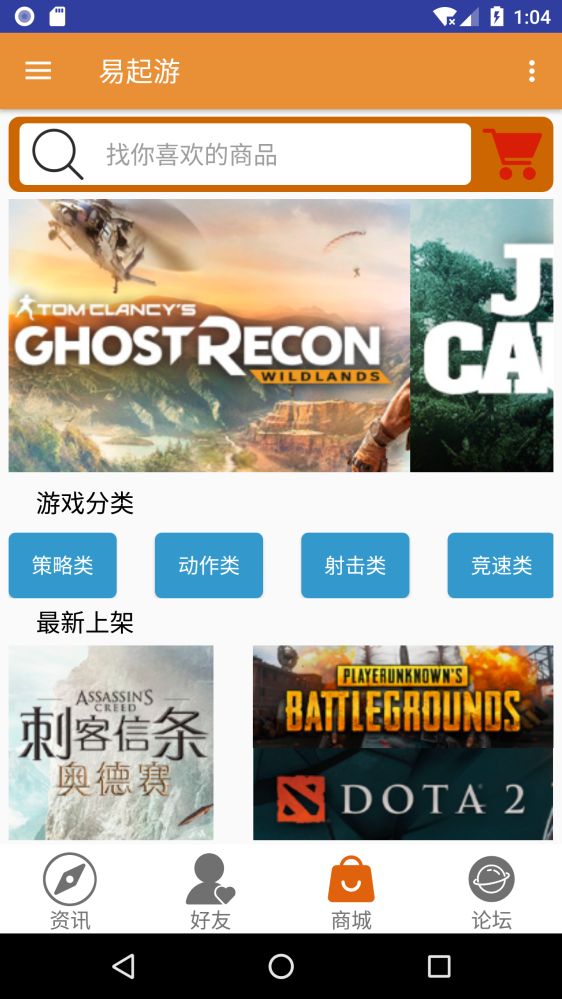 1:04
易起游
找你喜欢的商品
TOM CLANCY'S
GHOST RECON
WILDLANDS
游戏分类
策略类
动作类
射击类
竞速类
最新上架
ASSASSIN'S
CREED
刺客信条
奥德赛
PLAYERUNKNOWN'S
BATTLEGROUNDS
DOTA 2
资讯
好友
商城
论坛